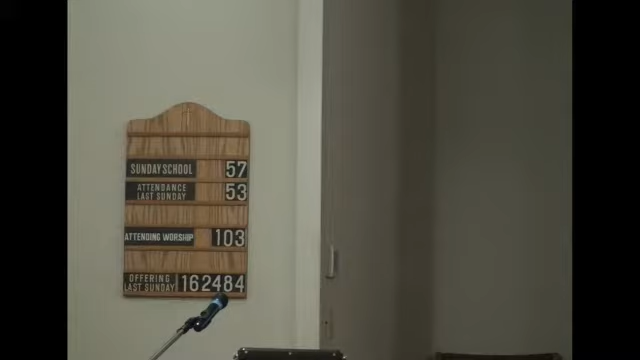 SUNDAY SCHOOL 57
ATTENDANCE
LAST SUNDAY 53
ATTENDING WORSHIP 103
OFFERING
LAST SUNDAY 162484